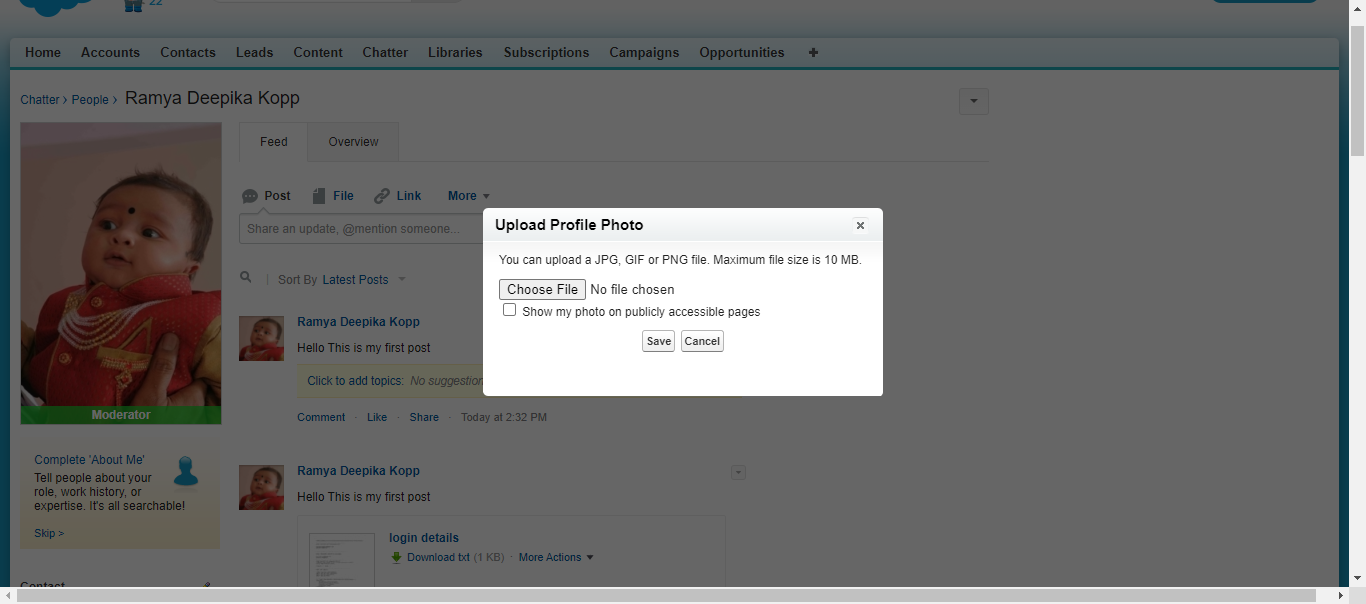 22
Home Accounts Contacts Leads Content Chatter Libraries Subscriptions Campaigns Opportunities +
Chatter › People › Ramya Deepika Kopp
Feed Overview
Post File Link More
Share an update, @mention someone...
Sort By Latest Posts
Upload Profile Photo
You can upload a JPG, GIF or PNG file. Maximum file size is 10 MB.
Choose File No file chosen
Show my photo on publicly accessible pages
Save Cancel
Ramya Deepika Kopp
Hello This is my first post
Click to add topics: No suggestion
Comment · Like · Share · Today at 2:32 PM
Moderator
Complete 'About Me'
Tell people about your
role, work history, or
expertise. It's all searchable!
Skip >
Ramya Deepika Kopp
Hello This is my first post
login details
Download txt (1 KB) · More Actions
Contact